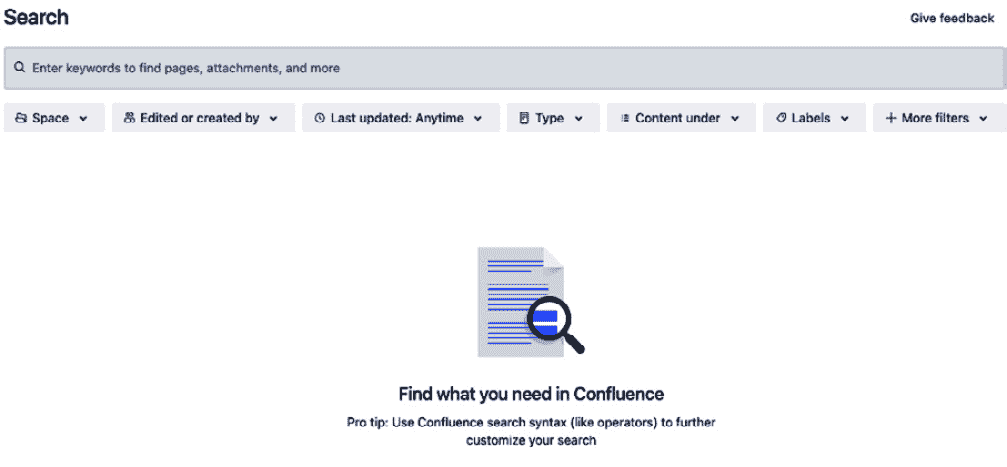 Search
Give feedback
Enter keywords to find pages, attachments, and more
Space
Edited or created by
Last updated: Anytime
Type
Content under
Labels
More filters
Find what you need in Confluence
Pro tip: Use Confluence search syntax (like operators) to further
customize your search